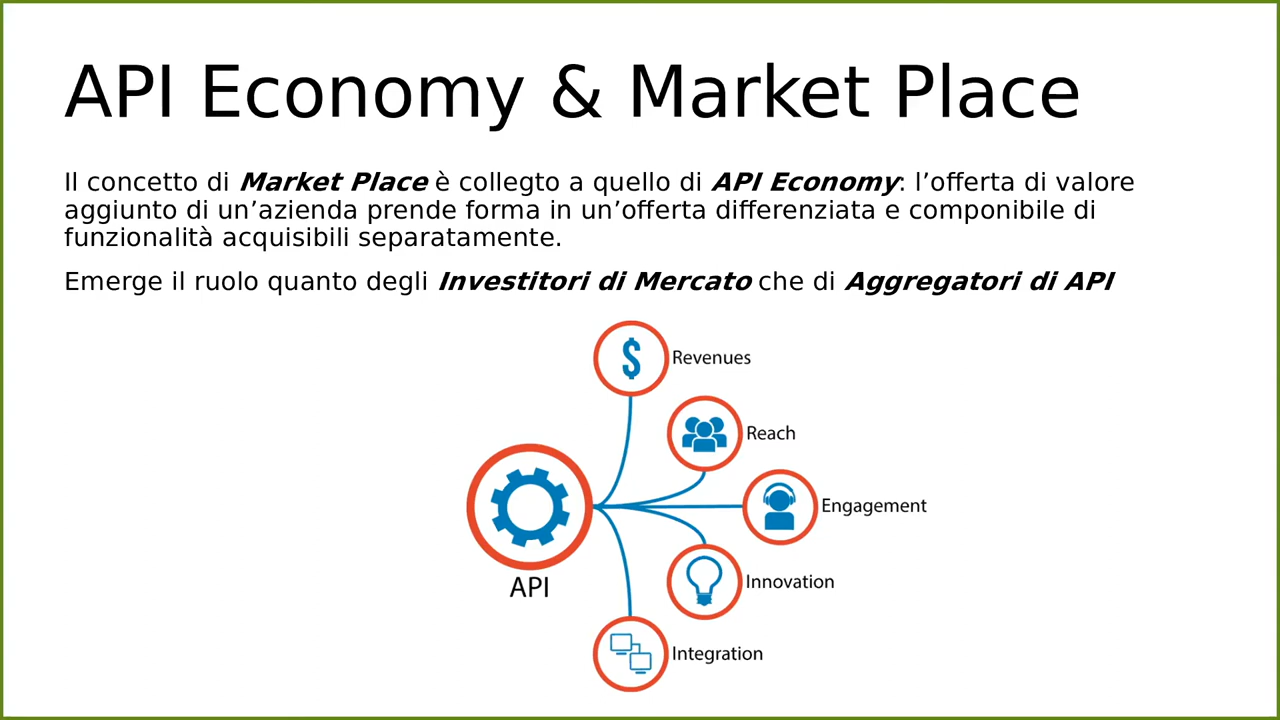 API Economy & Market Place
Il concetto di Market Place è collegto a quello di API Economy: l’offerta di valore
aggiunto di un’azienda prende forma in un’offerta differenziata e componibile di
funzionalità acquisibili separatamente.
Emerge il ruolo quanto degli Investitori di Mercato che di Aggregatori di API
$
Revenues
Reach
Engagement
API
Innovation
Integration